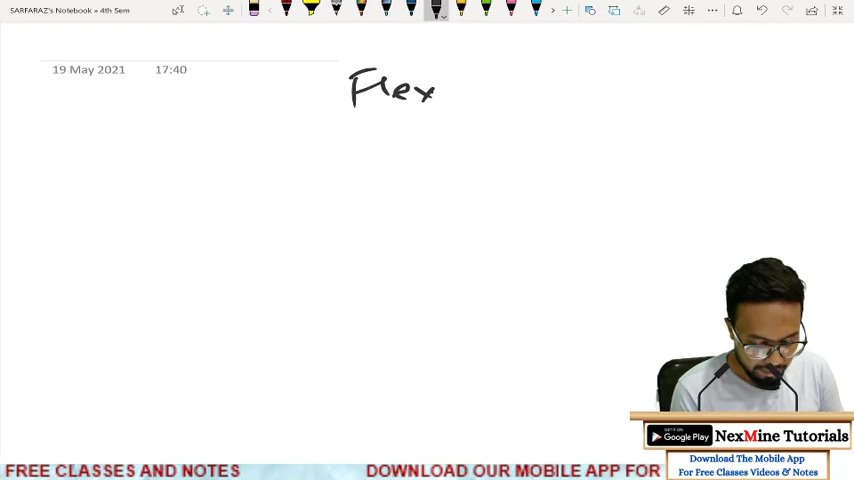 SARFARAZ's Notebook » 4th Sem
19 May 2021 17:40
Flex
GET IT ON
Google Play
NexMine Tutorials
Download The Mobile App
For Free Classes Videos & Notes
FREE CLASSES AND NOTES DOWNLOAD OUR MOBILE APP FOR